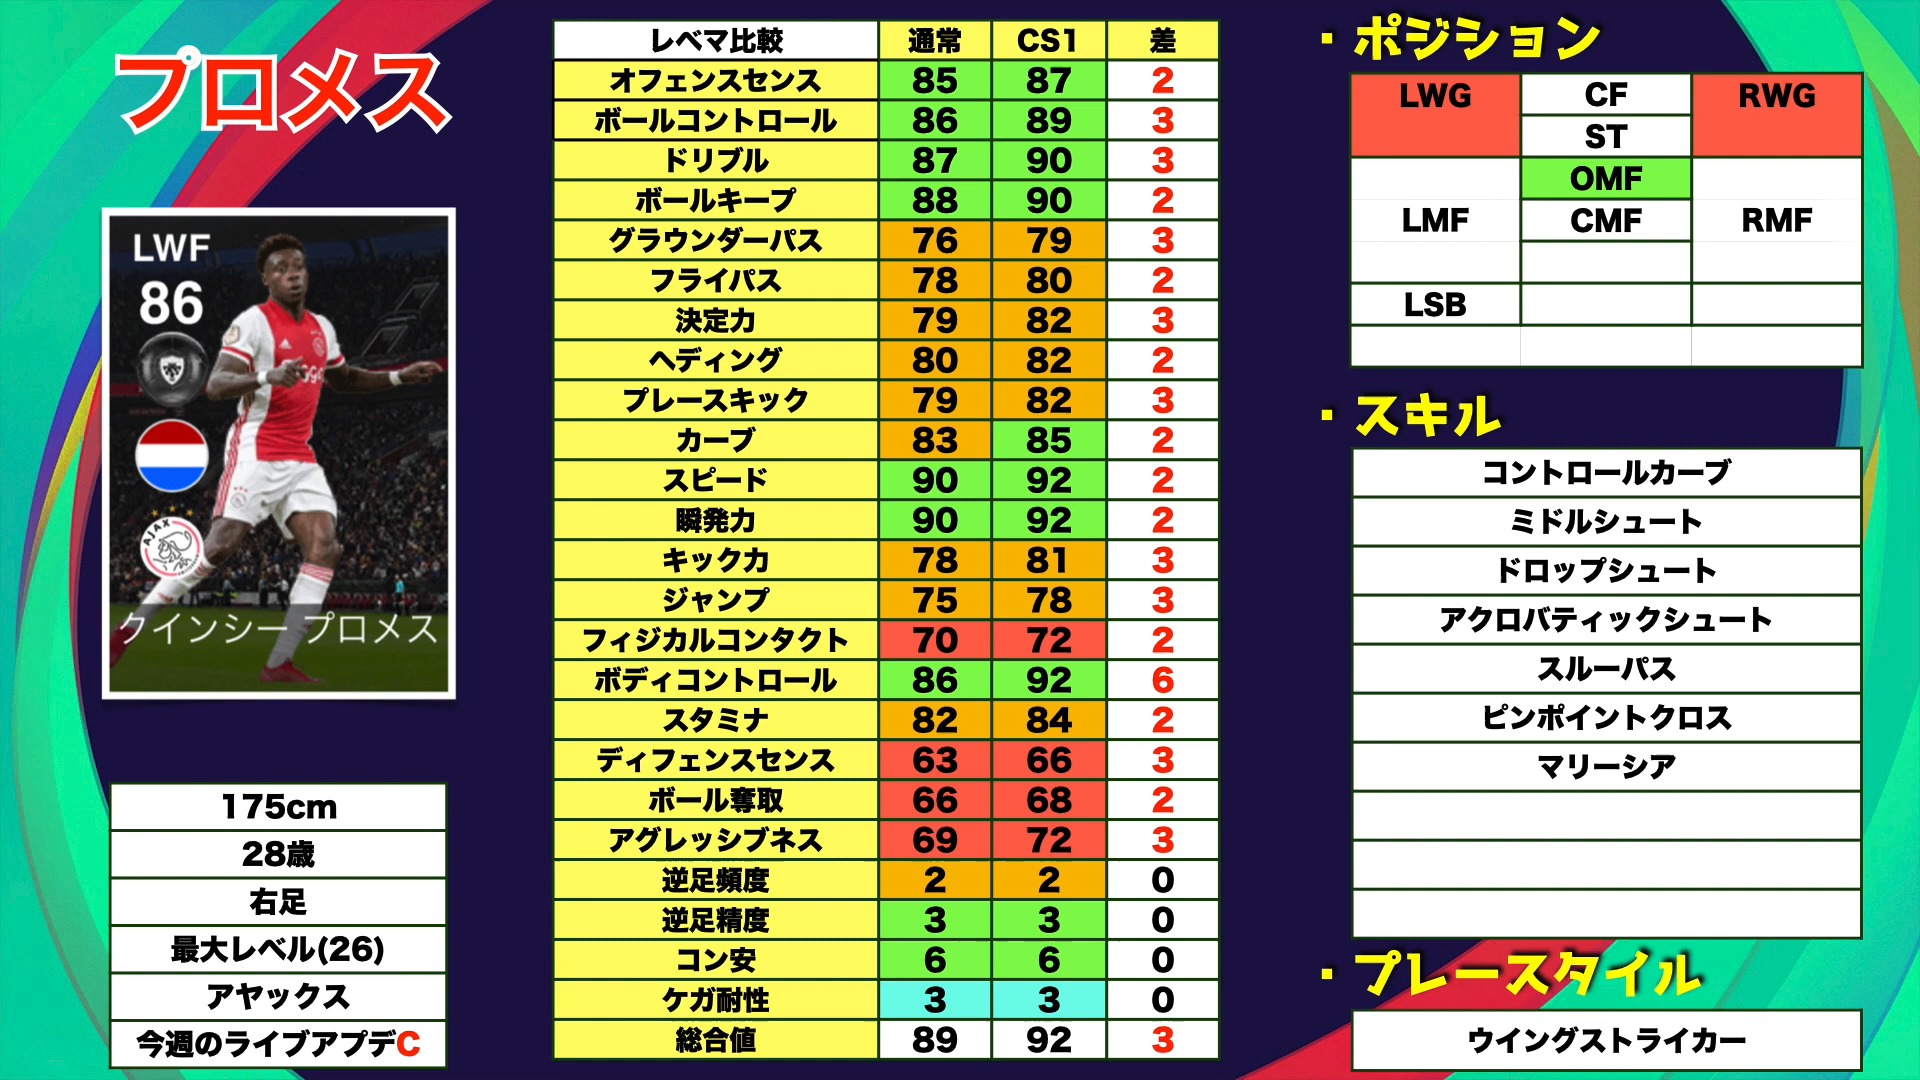 プロメス
LWF
86
AJAX
クインシー プロメス
175cm
28歳
右足
最大レベル(26)
アヤックス
今週のライブアプデC
レベマ比較 通常 CS1 差
オフェンスセンス 85 87 2
ボールコントロール 86 89 3
ドリブル 87 90 3
ボールキープ 88 90 2
グラウンダーパス 76 79 3
フライパス 78 80 2
決定力 79 82 3
ヘディング 80 82 2
プレースキック 79 82 3
カーブ 83 85 2
スピード 90 92 2
瞬発力 90 92 2
キック力 78 81 3
ジャンプ 75 78 3
フィジカルコンタクト 70 72 2
ボディコントロール 86 92 6
スタミナ 82 84 2
ディフェンスセンス 63 66 3
ボール奪取 66 68 2
アグレッシブネス 69 72 3
逆足頻度 2 2 0
逆足精度 3 3 0
コン安 6 6 0
ケガ耐性 3 3 0
総合値 89 92 3
・ポジション
LWG CF RWG
ST
OMF
LMF CMF RMF
LSB
・スキル
コントロールカーブ
ミドルシュート
ドロップシュート
アクロバティックシュート
スルーパス
ピンポイントクロス
マリーシア
・プレースタイル
ウイングストライカー